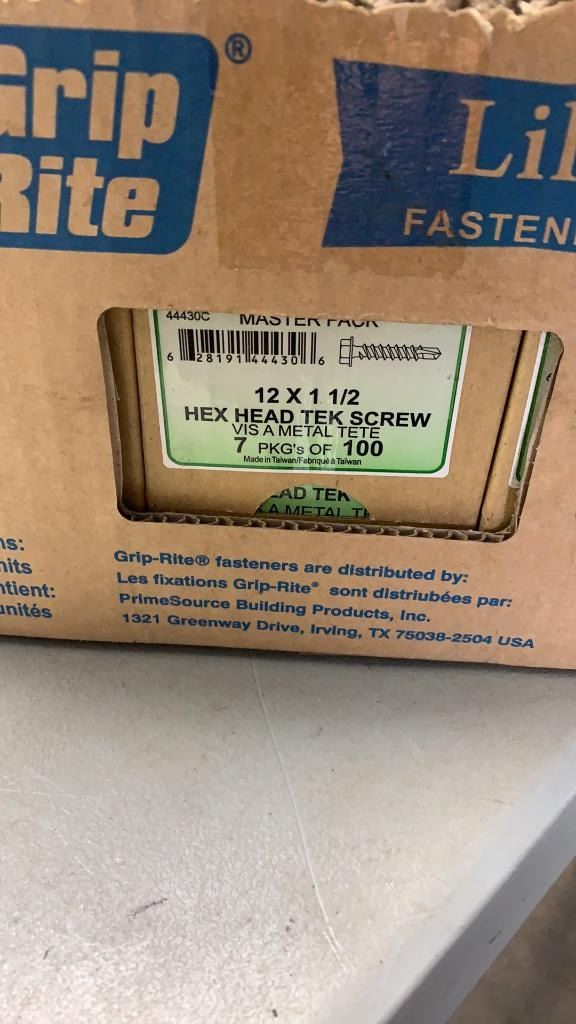 Grip
Rite
®
Lil
FASTEN
44430C
MASTER PACK
6 28191 44430 6
12 X 1 1/2
HEX HEAD TEK SCREW
VIS A METAL TETE
7 PKG's OF 100
Made in Taiwan/Fabriqué à Taiwan
EAD TEK
A METAL T
ns:
nits
ntient:
unités
Grip-Rite® fasteners are distributed by:
Les fixations Grip-Rite® sont distriubées par:
PrimeSource Building Products, Inc.
1321 Greenway Drive, Irving, TX 75038-2504 USA